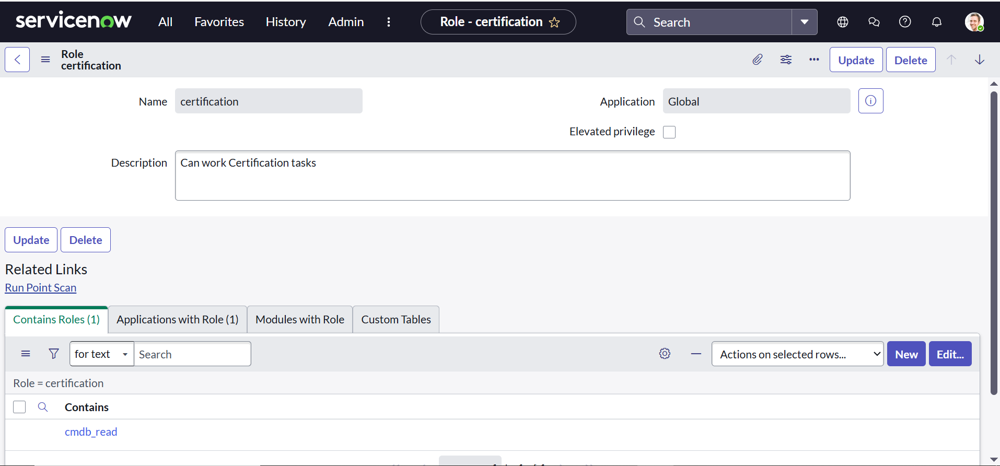 servicenow All Favorites History Admin Role - certification Search
Role
certification
Update Delete
Name certification Application Global
Elevated privilege
Description Can work Certification tasks
Update Delete
Related Links
Run Point Scan
Contains Roles (1) Applications with Role (1) Modules with Role Custom Tables
for text Search Actions on selected rows... New Edit...
Role = certification
Contains
cmdb_read